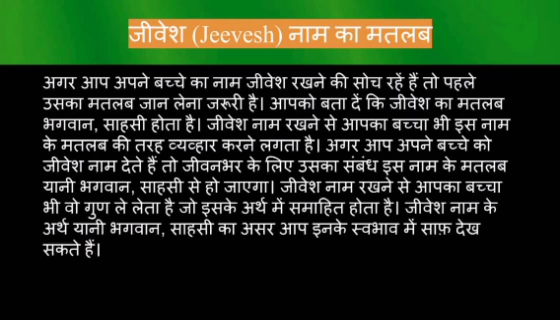 जीवेश (Jeevesh) नाम का मतलब
अगर आप अपने बच्चे का नाम जीवेश रखने की सोच रहें हैं तो पहले
उसका मतलब जान लेना जरूरी है। आपको बता दें कि जीवेश का मतलब
भगवान, साहसी होता है। जीवेश नाम रखने से आपका बच्चा भी इस नाम
के मतलब की तरह व्यव्हार करने लगता है। अगर आप अपने बच्चे को
जीवेश नाम देते हैं तो जीवनभर के लिए उसका संबंध इस नाम के मतलब
यानी भगवान, साहसी से हो जाएगा। जीवेश नाम रखने से आपका बच्चा
भी वो गुण ले लेता है जो इसके अर्थ में समाहित होता है। जीवेश नाम के
अर्थ यानी भगवान, साहसी का असर आप इनके स्वभाव में साफ़ देख
सकते हैं।